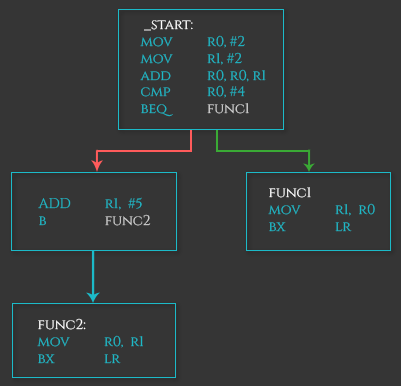 _START:
MOV R0, #2
MOV R1, #2
ADD R0, R0, R1
CMP R0, #4
BEQ FUNC1
ADD R1, #5
B FUNC2
FUNC1
MOV R1, R0
BX LR
FUNC2:
MOV R0, R1
BX LR